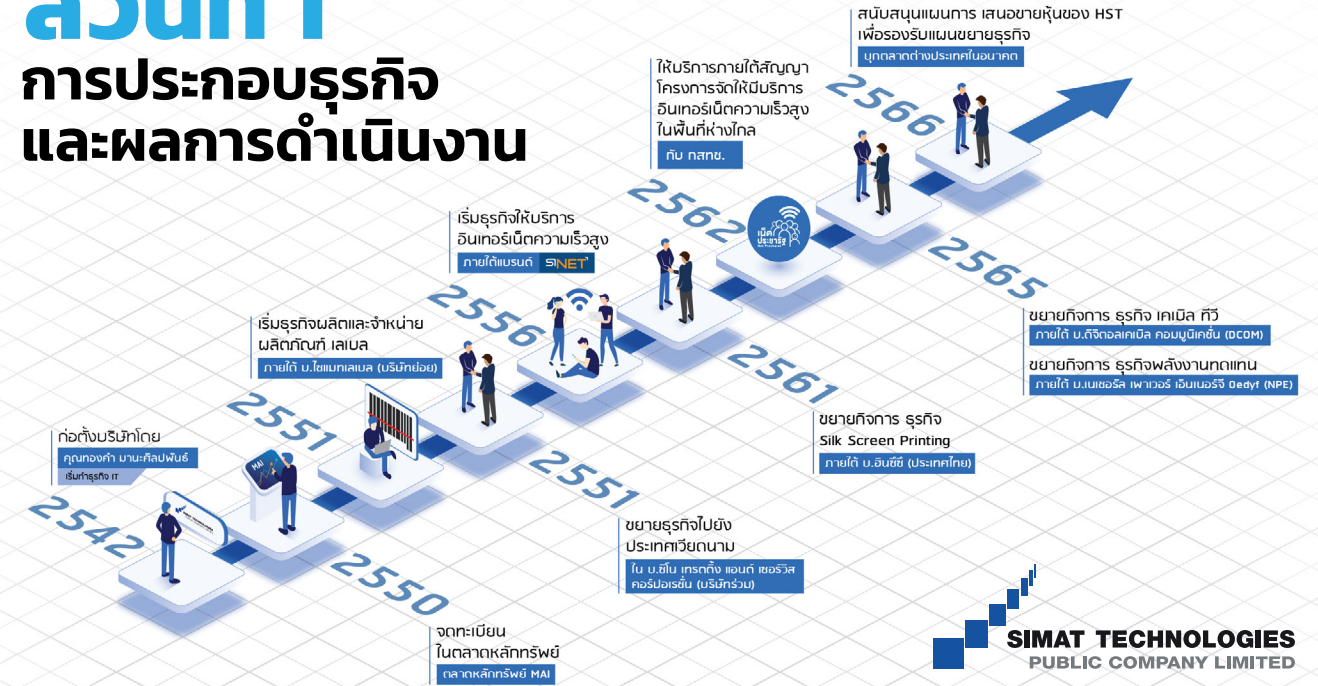 ส่วนที่ 1
การประกอบธุรกิจ
และผลการดำเนินงาน
2542
ก่อตั้งบริษัทโดย
คุณทองคำ มานะศิลปพันธ์
เริ่มทำธุรกิจ IT
SIMAT TECHNOLOGIES
2550
จดทะเบียน
ในตลาดหลักทรัพย์
ตลาดหลักทรัพย์ MAI
MAI
2551
เริ่มธุรกิจผลิตและจำหน่าย
ผลิตภัณฑ์ เลเบล
ภายใต้ บ.ไซแมทเลเบล (บริษัทย่อย)
2551
ขยายธุรกิจไปยัง
ประเทศเวียดนาม
ใน บ.ซีโน เทรดดิ้ง แอนด์ เซอร์วิส
คอร์ปอเรชั่น (บริษัทร่วม)
2556
เริ่มธุรกิจให้บริการ
อินเทอร์เน็ตความเร็วสูง
ภายใต้แบรนด์ SINET
2561
ขยายกิจการ ธุรกิจ
Silk Screen Printing
ภายใต้ บ.ฮินซีซี (ประเทศไทย)
2562
ให้บริการภายใต้สัญญา
โครงการจัดให้มีบริการ
อินเทอร์เน็ตความเร็วสูง
ในพื้นที่ห่างไกล
กับ กสทช.
เน็ต
ประชารัฐ
2565
ขยายกิจการ ธุรกิจ เคเบิล ทีวี
ภายใต้ บ.ดิจิตอลเคเบิล คอมมูนิเคชั่น (DCOM)
ขยายกิจการ ธุรกิจพลังงานทดแทน
ภายใต้ บ.เนเชอรัล เพาเวอร์ เอ็นเนอร์จี Oedyf (NPE)
2566
สนับสนุนแผนการ เสนอขายหุ้นของ HST
เพื่อรองรับแผนขยายธุรกิจ
บุกตลาดต่างประเทศในอนาคต
SIMAT TECHNOLOGIES
PUBLIC COMPANY LIMITED